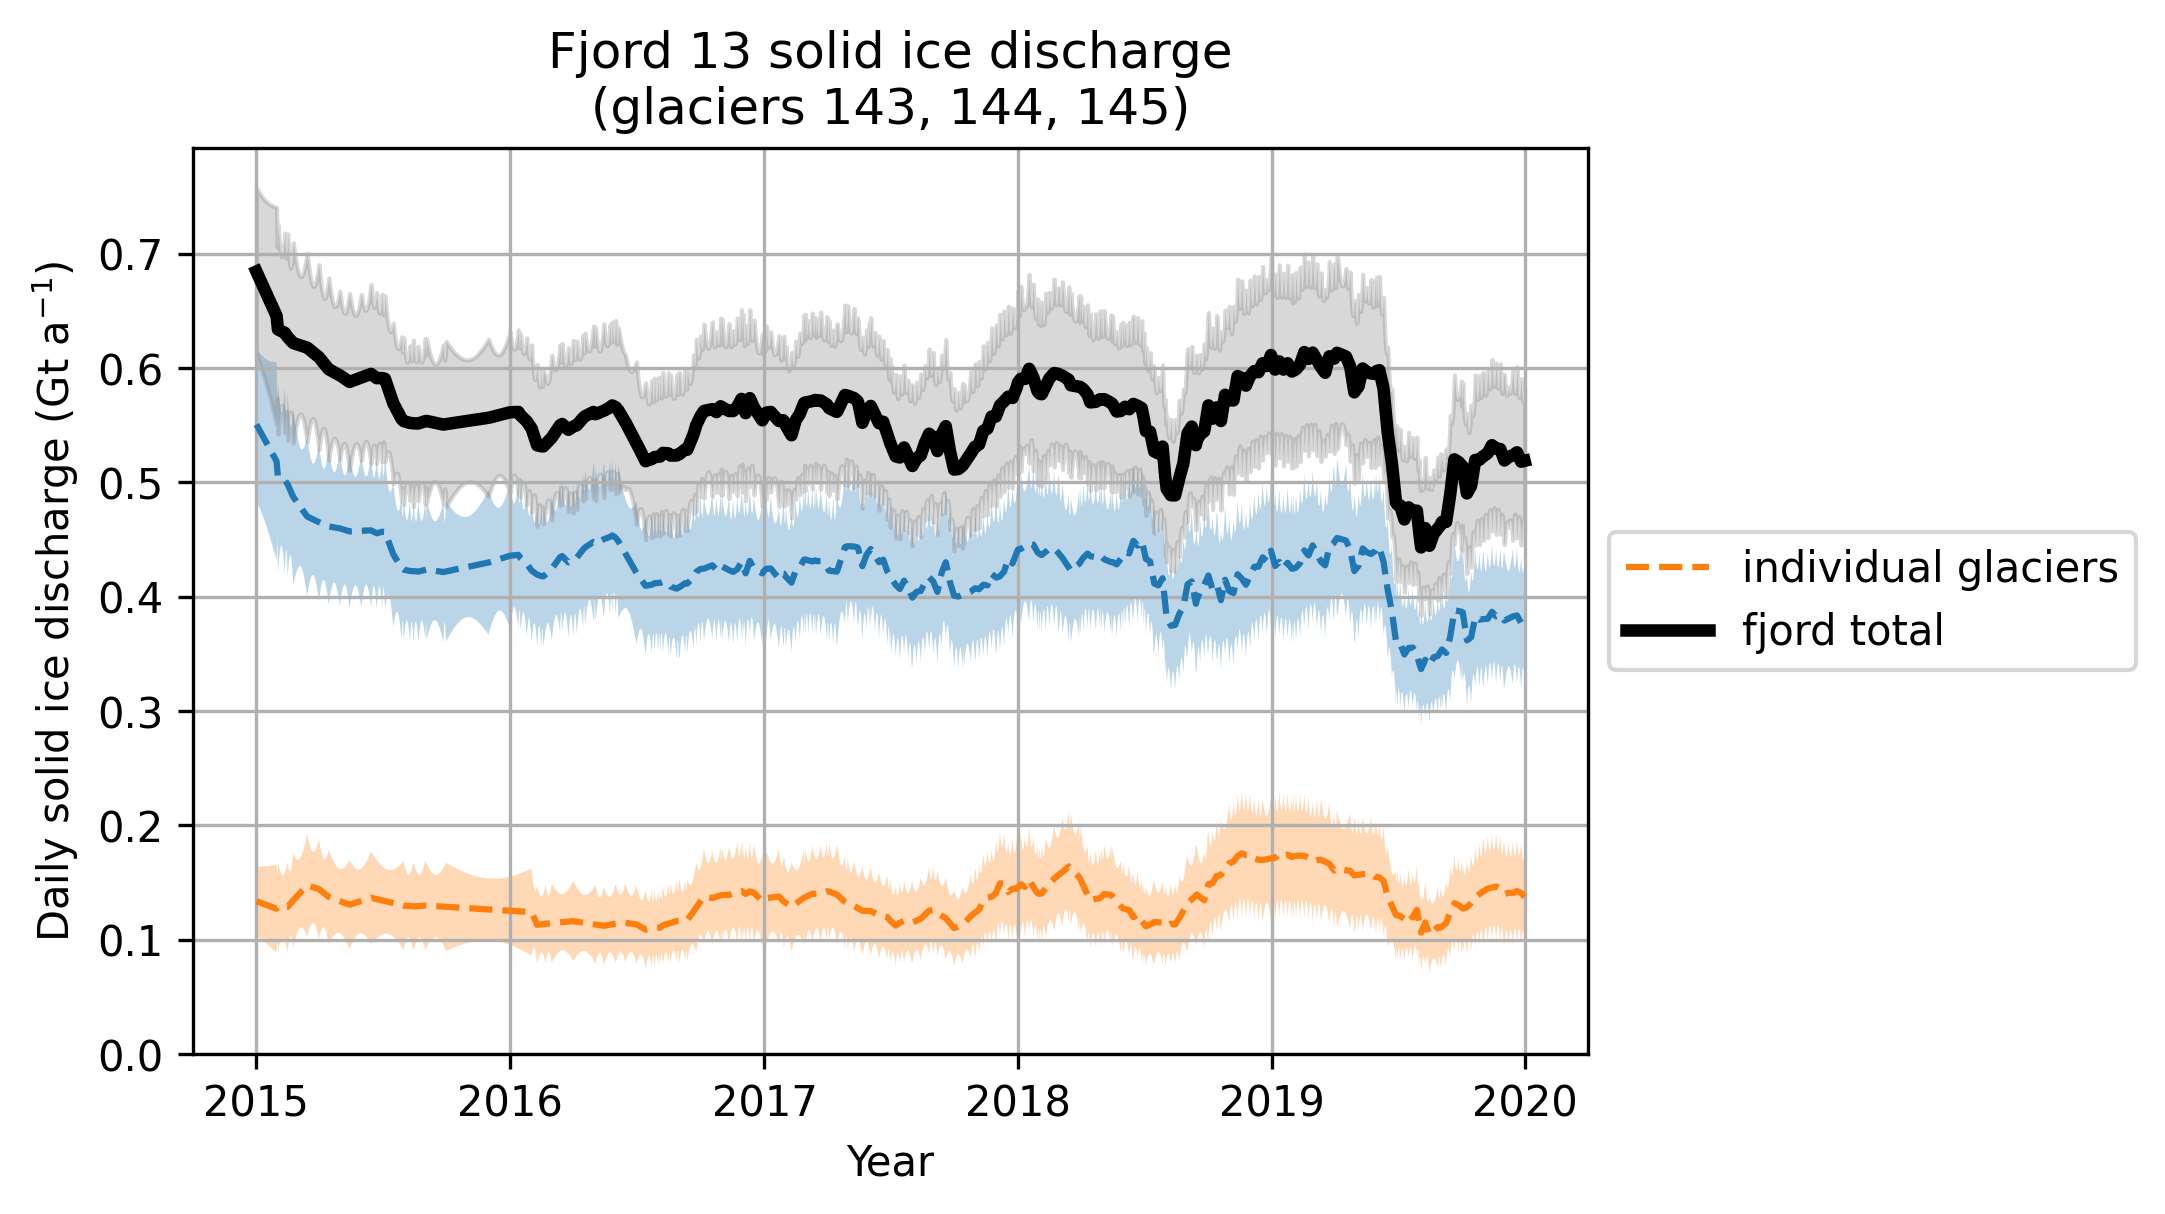 Fjord 13 solid ice discharge
(glaciers 143, 144, 145)
Daily solid ice discharge (Gt a⁻¹)
0.7
0.6
0.5
0.4
0.3
0.2
0.1
0.0
2015 2016 2017 2018 2019 2020
Year
individual glaciers
fjord total